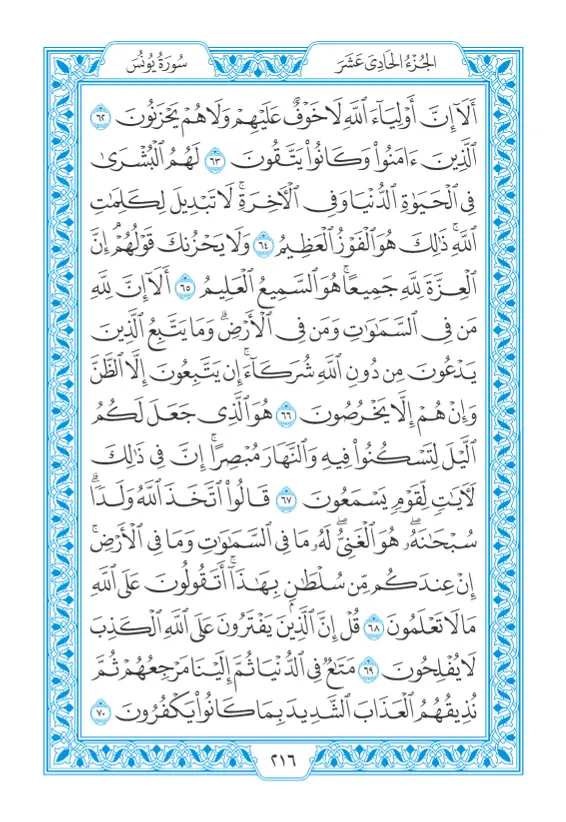 الجُزْءُ الحَادِي عَشَرَ
سُورَةُ يُونُسَ
أَلَآ إِنَّ أَوْلِيَآءَ ٱللَّهِ لَا خَوْفٌ عَلَيْهِمْ وَلَا هُمْ يَحْزَنُونَ ٦٢
ٱلَّذِينَ ءَامَنُوا۟ وَكَانُوا۟ يَتَّقُونَ ٦٣ لَهُمُ ٱلْبُشْرَىٰ
فِى ٱلْحَيَوٰةِ ٱلدُّنْيَا وَفِى ٱلْـَٔاخِرَةِ ۚ لَا تَبْدِيلَ لِكَلِمَـٰتِ
ٱللَّهِ ۚ ذَٰلِكَ هُوَ ٱلْفَوْزُ ٱلْعَظِيمُ ٦٤ وَلَا يَحْزُنكَ قَوْلُهُمْ ۘ إِنَّ
ٱلْعِزَّةَ لِلَّهِ جَمِيعًا ۚ هُوَ ٱلسَّمِيعُ ٱلْعَلِيمُ ٦٥ أَلَآ إِنَّ لِلَّهِ
مَن فِى ٱلسَّمَـٰوَٰتِ وَمَن فِى ٱلْأَرْضِ ۗ وَمَا يَتَّبِعُ ٱلَّذِينَ
يَدْعُونَ مِن دُونِ ٱللَّهِ شُرَكَآءَ ۚ إِن يَتَّبِعُونَ إِلَّا ٱلظَّنَّ
وَإِنْ هُمْ إِلَّا يَخْرُصُونَ ٦٦ هُوَ ٱلَّذِى جَعَلَ لَكُمُ
ٱلَّيْلَ لِتَسْكُنُوا۟ فِيهِ وَٱلنَّهَارَ مُبْصِرًا ۚ إِنَّ فِى ذَٰلِكَ
لَـَٔايَـٰتٍ لِّقَوْمٍ يَسْمَعُونَ ٦٧ قَالُوا۟ ٱتَّخَذَ ٱللَّهُ وَلَدًا ۗ
سُبْحَـٰنَهُۥ ۖ هُوَ ٱلْغَنِىُّ ۖ لَهُۥ مَا فِى ٱلسَّمَـٰوَٰتِ وَمَا فِى ٱلْأَرْضِ ۚ
إِنْ عِندَكُم مِّن سُلْطَـٰنٍۭ بِهَـٰذَآ ۚ أَتَقُولُونَ عَلَى ٱللَّهِ
مَا لَا تَعْلَمُونَ ٦٨ قُلْ إِنَّ ٱلَّذِينَ يَفْتَرُونَ عَلَى ٱللَّهِ ٱلْكَذِبَ
لَا يُفْلِحُونَ ٦٩ مَتَـٰعٌ فِى ٱلدُّنْيَا ثُمَّ إِلَيْنَا مَرْجِعُهُمْ ثُمَّ
نُذِيقُهُمُ ٱلْعَذَابَ ٱلشَّدِيدَ بِمَا كَانُوا۟ يَكْفُرُونَ ٧٠
٢١٦